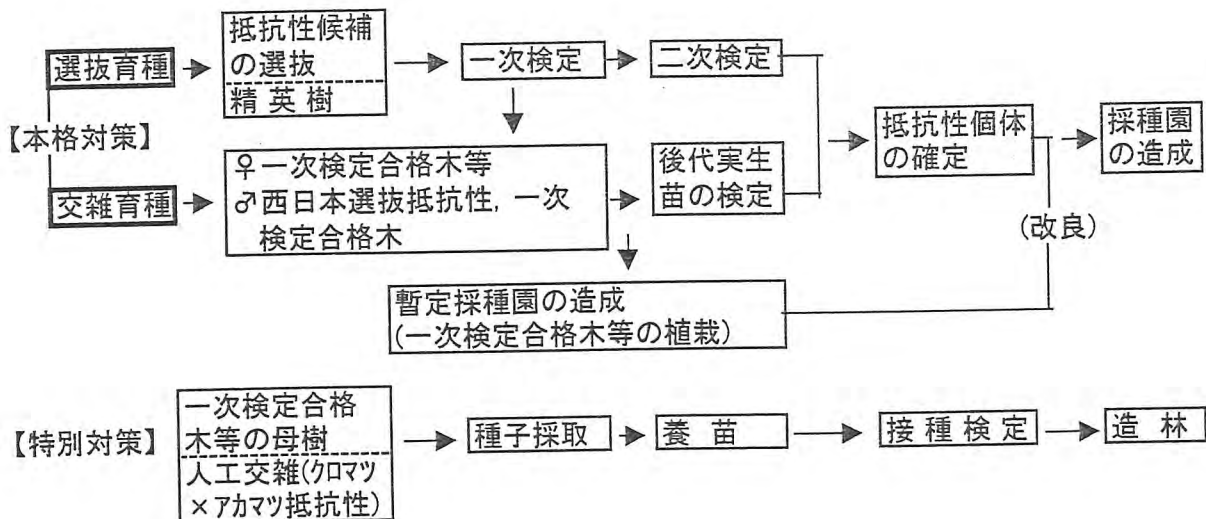 選抜育種
抵抗性候補
の選抜
精 英 樹
一次検定
二次検定
【本格対策】
交雑育種
♀一次検定合格木等
♂西日本選抜抵抗性, 一次
検定合格木
後代実生
苗の検定
抵抗性個体
の確定
採種園
の造成
(改良)
暫定採種園の造成
(一次検定合格木等の植栽)
【特別対策】
一次検定合格
木等の母樹
人工交雑(クロマツ
×アカマツ抵抗性)
種子採取
養 苗
接 種 検 定
造 林